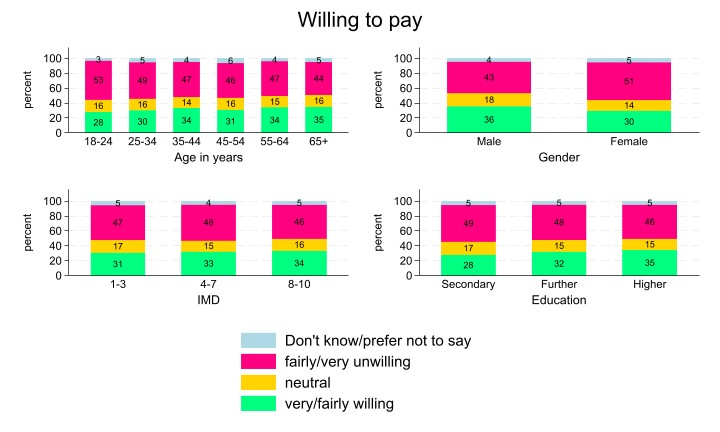 Willing to pay
percent
100
80
60
40
20
0
3 5 4 6 4 5
53 49 47 46 47 44
16 16 14 16 15 16
28 30 34 31 34 35
18-24 25-34 35-44 45-54 55-64 65+
Age in years
percent
100
80
60
40
20
0
4 5
43 51
18 14
36 30
Male Female
Gender
percent
100
80
60
40
20
0
5 4 5
47 48 46
17 15 16
31 33 34
1-3 4-7 8-10
IMD
percent
100
80
60
40
20
0
5 5 5
49 48 46
17 15 15
28 32 35
Secondary Further Higher
Education
Don't know/prefer not to say
fairly/very unwilling
neutral
very/fairly willing